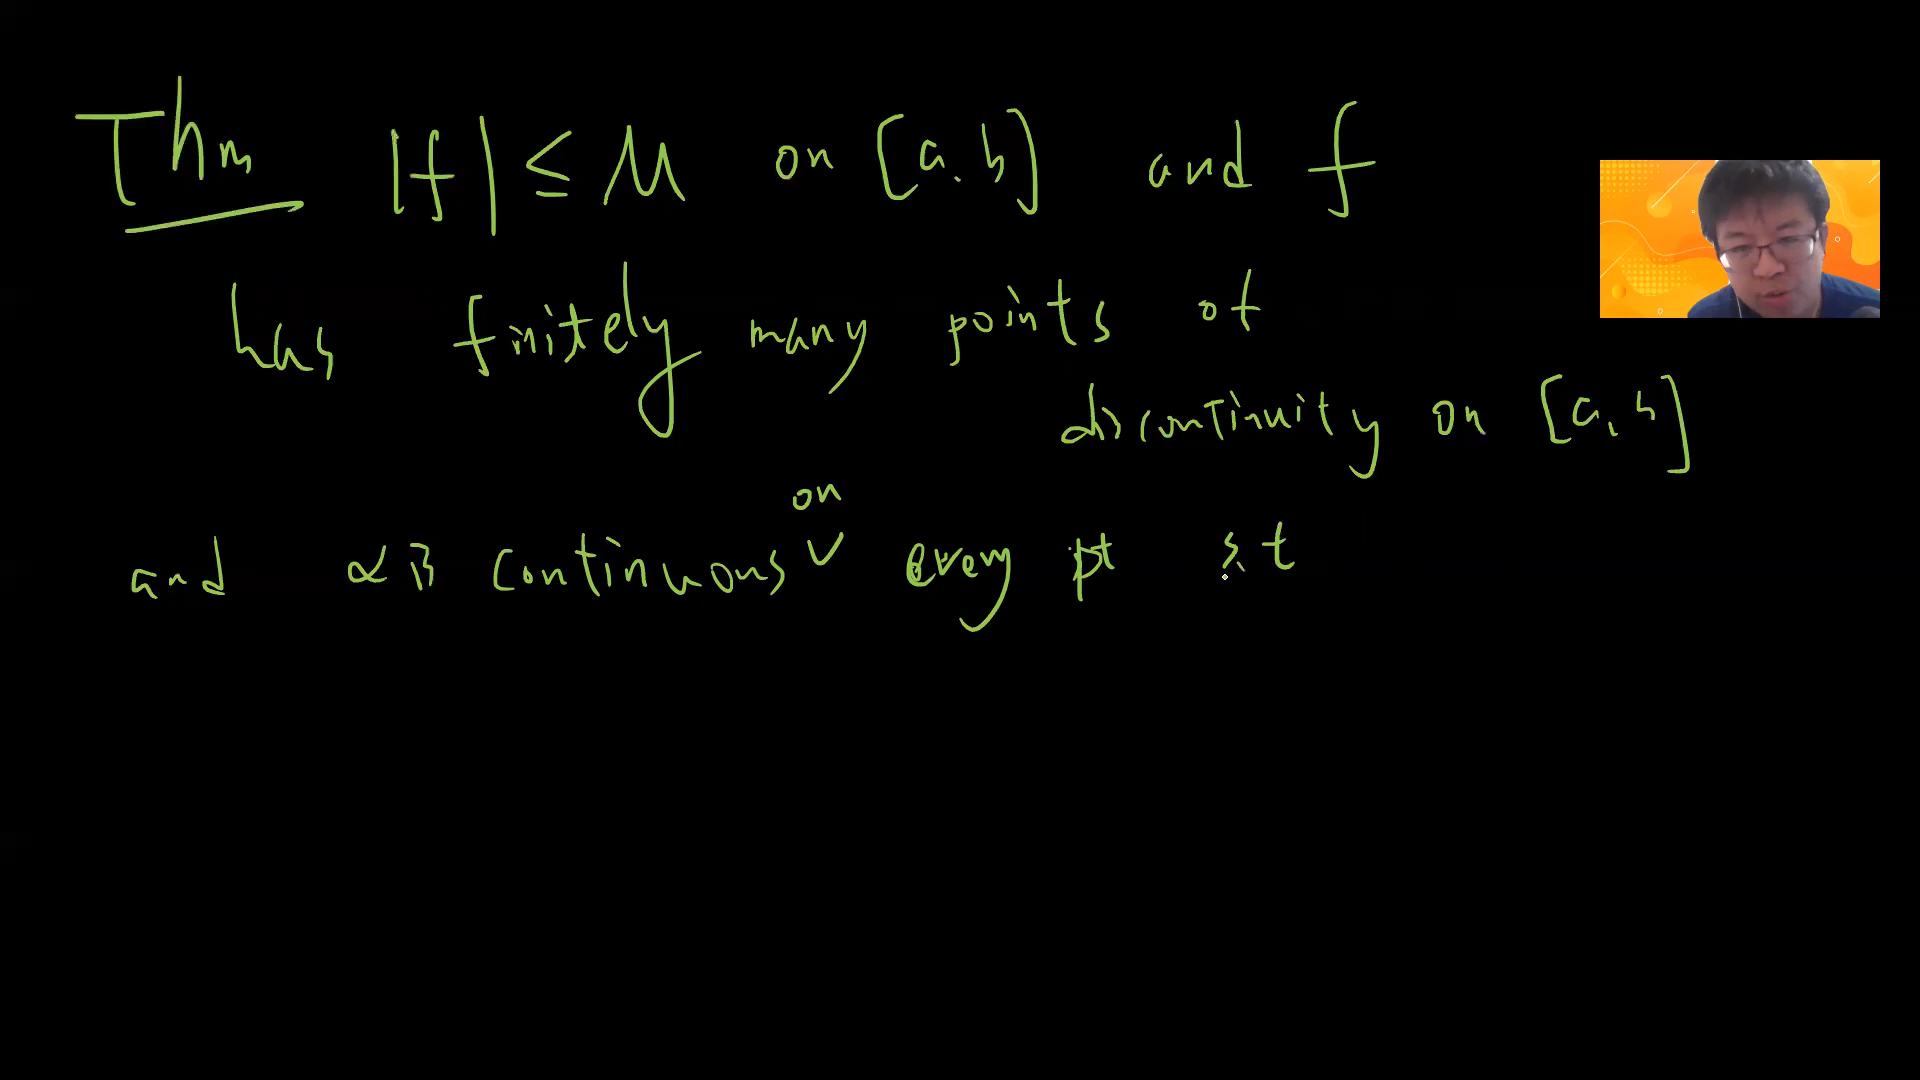 Thm |f| ≤ M on [a, b] and f
has finitely many points of
discontinuity on [a, b]
on
and α is continuous ✓ every pt s.t